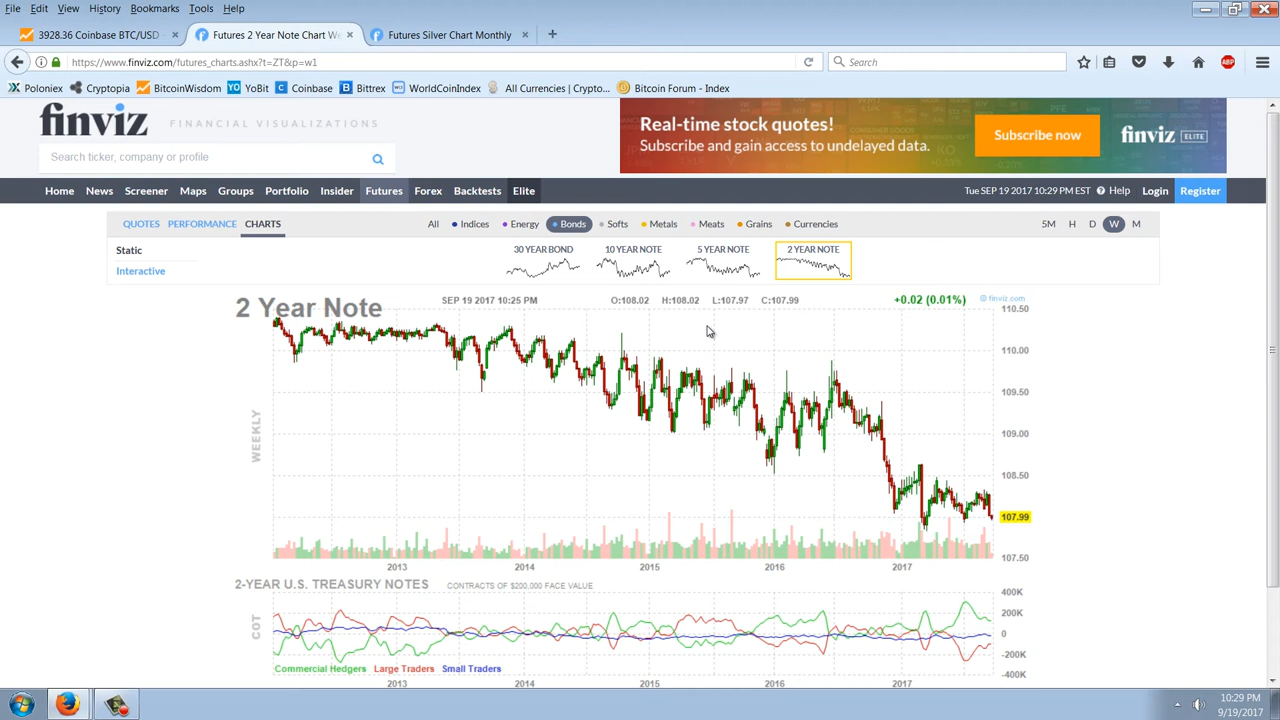 File Edit View History Bookmarks Tools Help
3928.36 Coinbase BTC/USD - × Futures 2 Year Note Chart We × Futures Silver Chart Monthly × +
https://www.finviz.com/futures_charts.ashx?t=ZT&p=w1 Search ABP
Poloniex Cryptopia BitcoinWisdom YO YoBit C Coinbase B Bittrex WorldCoinIndex All Currencies | Crypto... Bitcoin Forum - Index
finviz FINANCIAL VISUALIZATIONS
Real-time stock quotes!
Subscribe and gain access to undelayed data.
Subscribe now
finviz ELITE
Search ticker, company or profile
Home News Screener Maps Groups Portfolio Insider Futures Forex Backtests Elite Tue SEP 19 2017 10:29 PM EST ? Help Login Register
QUOTES PERFORMANCE CHARTS All Indices Energy Bonds Softs Metals Meats Grains Currencies 5M H D W M
Static 30 YEAR BOND 10 YEAR NOTE 5 YEAR NOTE 2 YEAR NOTE
Interactive
2 Year Note SEP 19 2017 10:25 PM O:108.02 H:108.02 L:107.97 C:107.99 +0.02 (0.01%) © finviz.com
110.50
110.00
109.50
109.00
108.50
107.99
107.50
WEEKLY
2013 2014 2015 2016 2017
2-YEAR U.S. TREASURY NOTES CONTRACTS OF $200,000 FACE VALUE
400K
200K
0
-200K
-400K
COT
Commercial Hedgers Large Traders Small Traders
2013 2014 2015 2016 2017
10:29 PM
9/19/2017